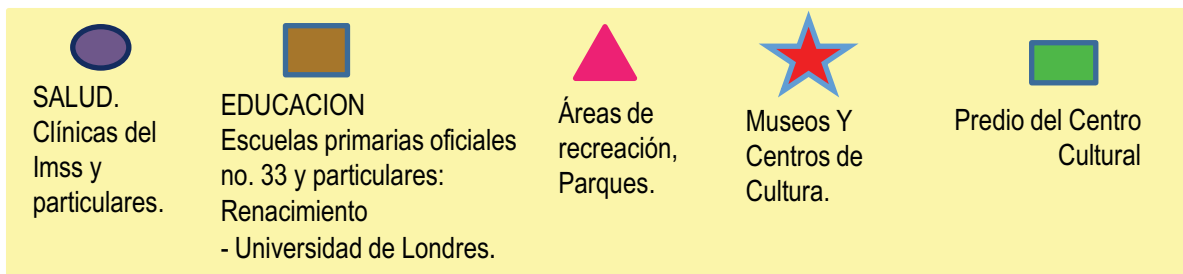 SALUD.
Clínicas del
Imss y
particulares.
EDUCACION
Escuelas primarias oficiales
no. 33 y particulares:
Renacimiento
- Universidad de Londres.
Áreas de
recreación,
Parques.
Museos Y
Centros de
Cultura.
Predio del Centro
Cultural